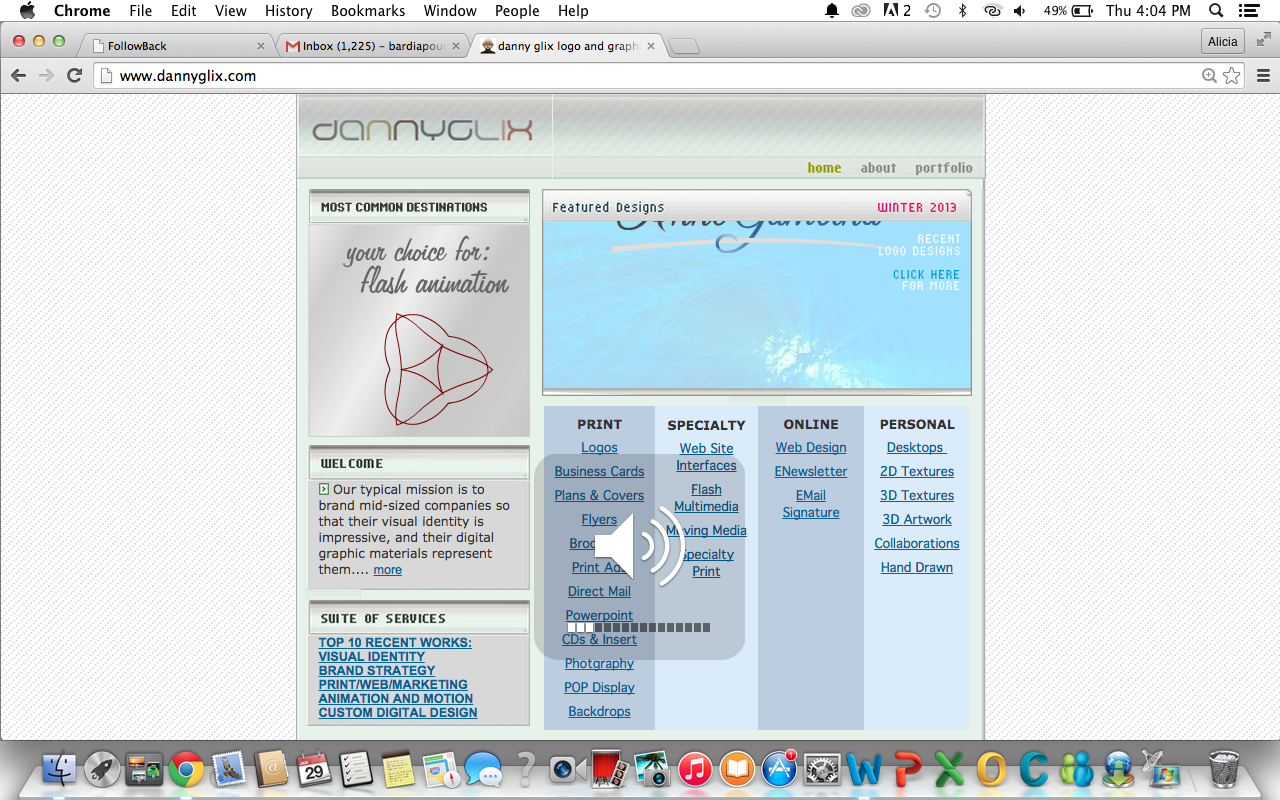 Chrome File Edit View History Bookmarks Window People Help 2 49% Thu 4:04 PM
FollowBack
Inbox (1,225) - bardiapou
danny glix logo and graph
Alicia
www.dannyglix.com
DANNYGLIX
home about portfolio
MOST COMMON DESTINATIONS
your choice for:
flash animation
WELCOME
Our typical mission is to
brand mid-sized companies so
that their visual identity is
impressive, and their digital
graphic materials represent
them.... more
SUITE OF SERVICES
TOP 10 RECENT WORKS:
VISUAL IDENTITY
BRAND STRATEGY
PRINT/WEB/MARKETING
ANIMATION AND MOTION
CUSTOM DIGITAL DESIGN
Featured Designs WINTER 2013
RECENT
LOGO DESIGNS
CLICK HERE
FOR MORE
PRINT
Logos
Business Cards
Plans & Covers
Flyers
Print Ads
Direct Mail
Powerpoint
CDs & Insert
Photgraphy
POP Display
Backdrops
SPECIALTY
Web Site
Interfaces
Flash
Multimedia
Moving Media
Specialty
Print
ONLINE
Web Design
ENewsletter
EMail
Signature
PERSONAL
Desktops
2D Textures
3D Textures
3D Artwork
Collaborations
Hand Drawn
JAN
29
1
W P X O C